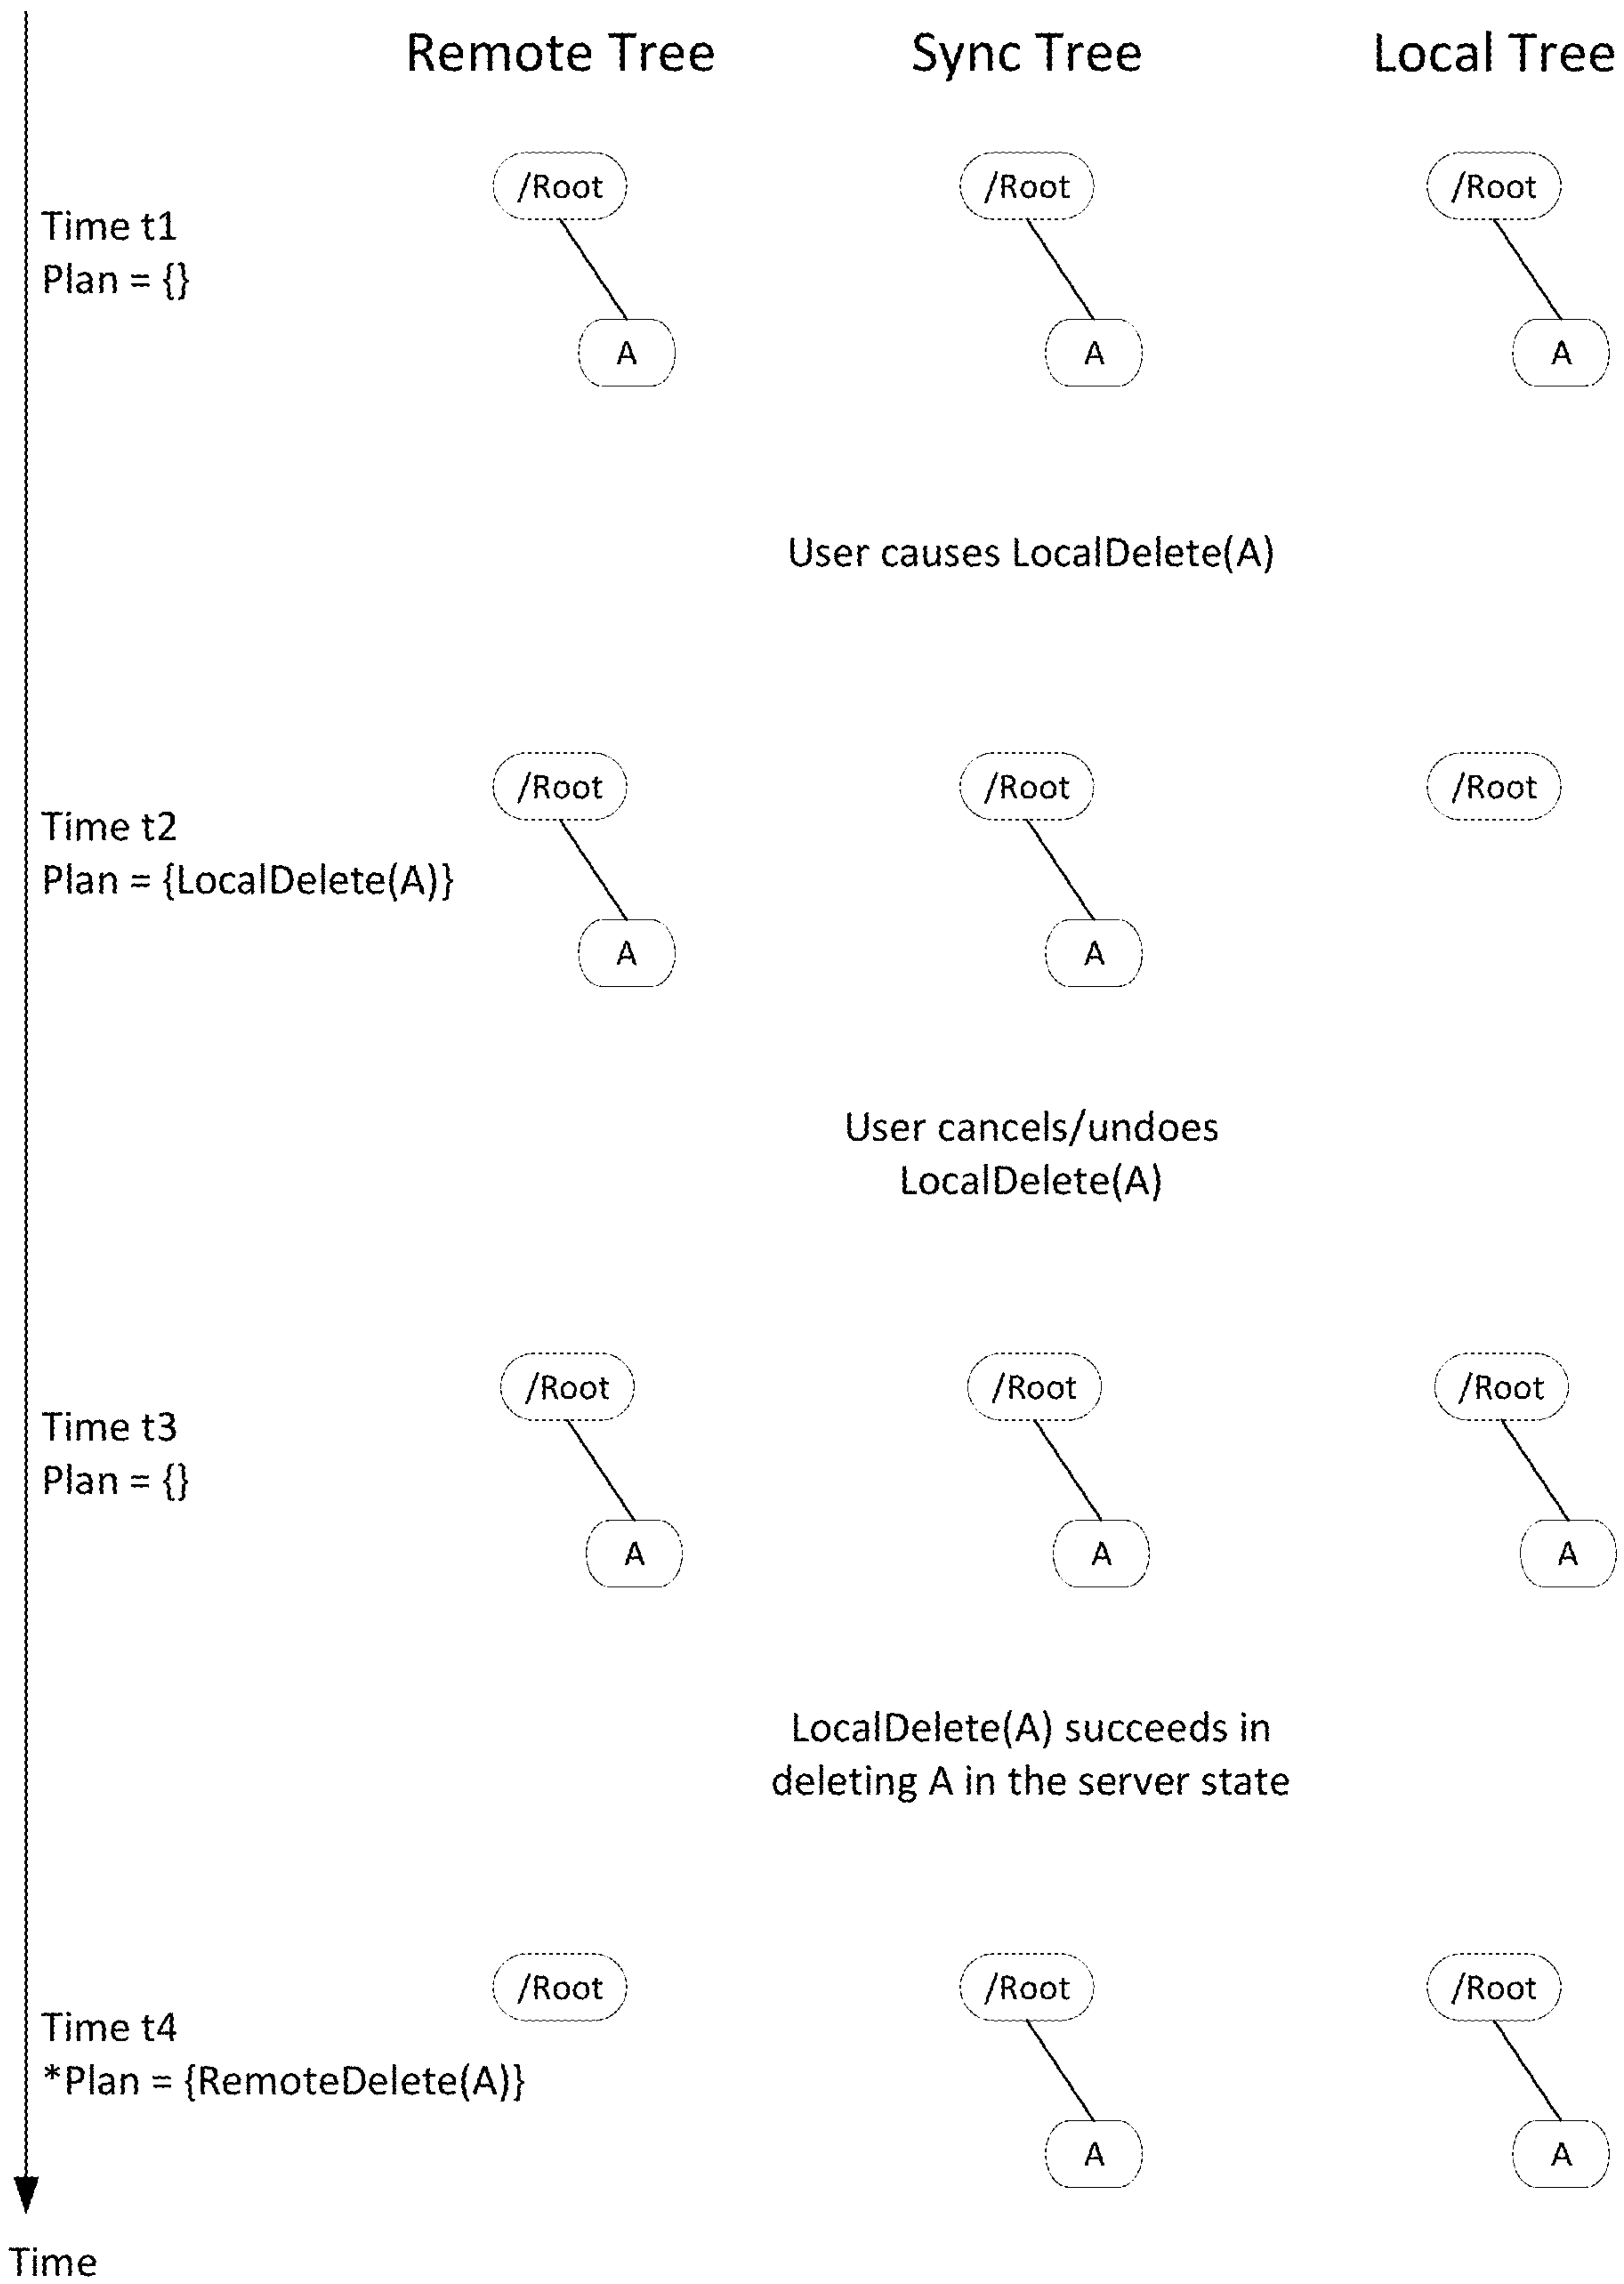 Remote Tree Sync Tree Local Tree
/Root /Root /Root
Time t1
Plan = {}
A A A
User causes LocalDelete(A)
/Root /Root /Root
Time t2
Plan = {LocalDelete(A)}
A A
User cancels/undoes
LocalDelete(A)
/Root /Root /Root
Time t3
Plan = {}
A A A
LocalDelete(A) succeeds in
deleting A in the server state
/Root /Root /Root
Time t4
*Plan = {RemoteDelete(A)}
A A
Time